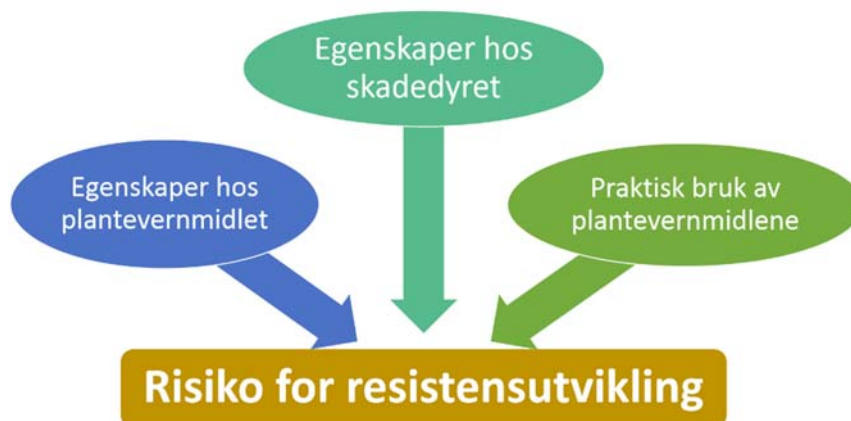 Egenskaper hos
skadedyret
Egenskaper hos
plantevernmidlet
Praktisk bruk av
plantevernmidlene
Risiko for resistensutvikling